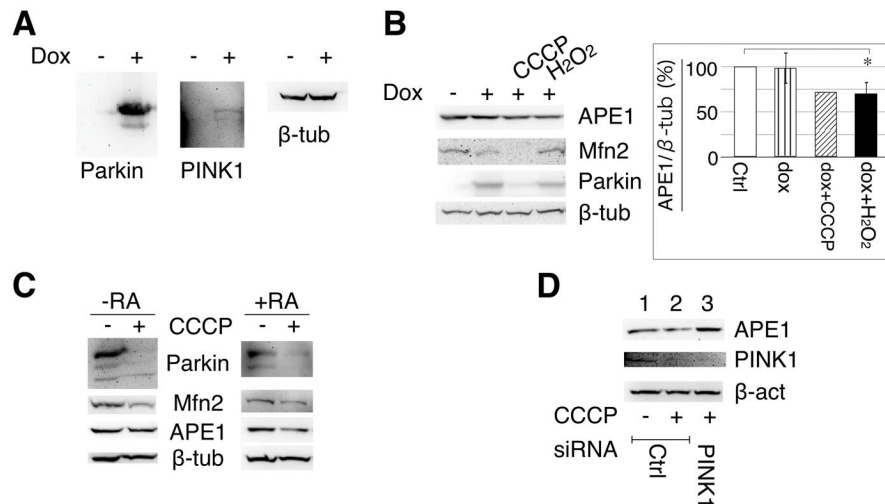 A
Dox - + - + - +
Parkin PINK1 β-tub
B
CCCP
H₂O₂
Dox - + + +
APE1
Mfn2
Parkin
β-tub
APE1/β-tub (%)
100
50
0
Ctrl
dox
dox+CCCP
dox+H₂O₂
*
C
-RA +RA
- + CCCP - +
Parkin
Mfn2
APE1
β-tub
D
1 2 3
APE1
PINK1
β-act
CCCP - + +
siRNA Ctrl PINK1